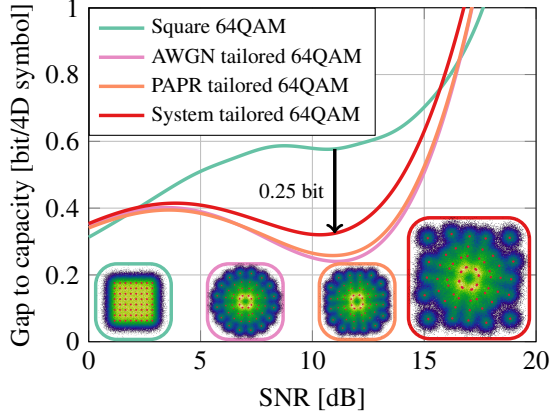 1
0.8
0.6
0.4
0.2
0
Gap to capacity [bit/4D symbol]
Square 64QAM
AWGN tailored 64QAM
PAPR tailored 64QAM
System tailored 64QAM
0.25 bit
0 5 10 15 20
SNR [dB]